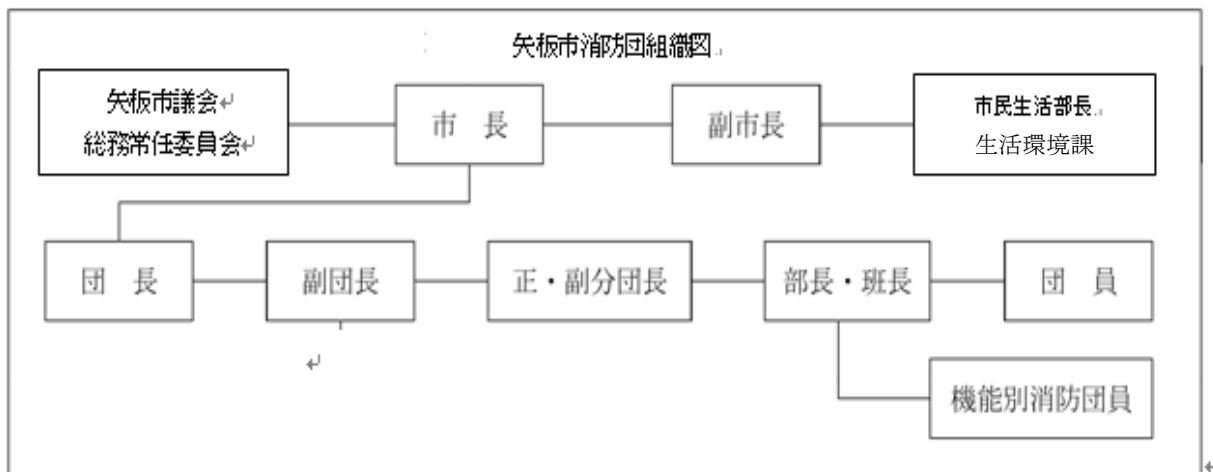 矢板市消防団組織図
矢板市議会
総務常任委員会
市　長
副市長
市民生活部長
生活環境課
団　長
副団長
正・副分団長
部長・班長
団　員
機能別消防団員